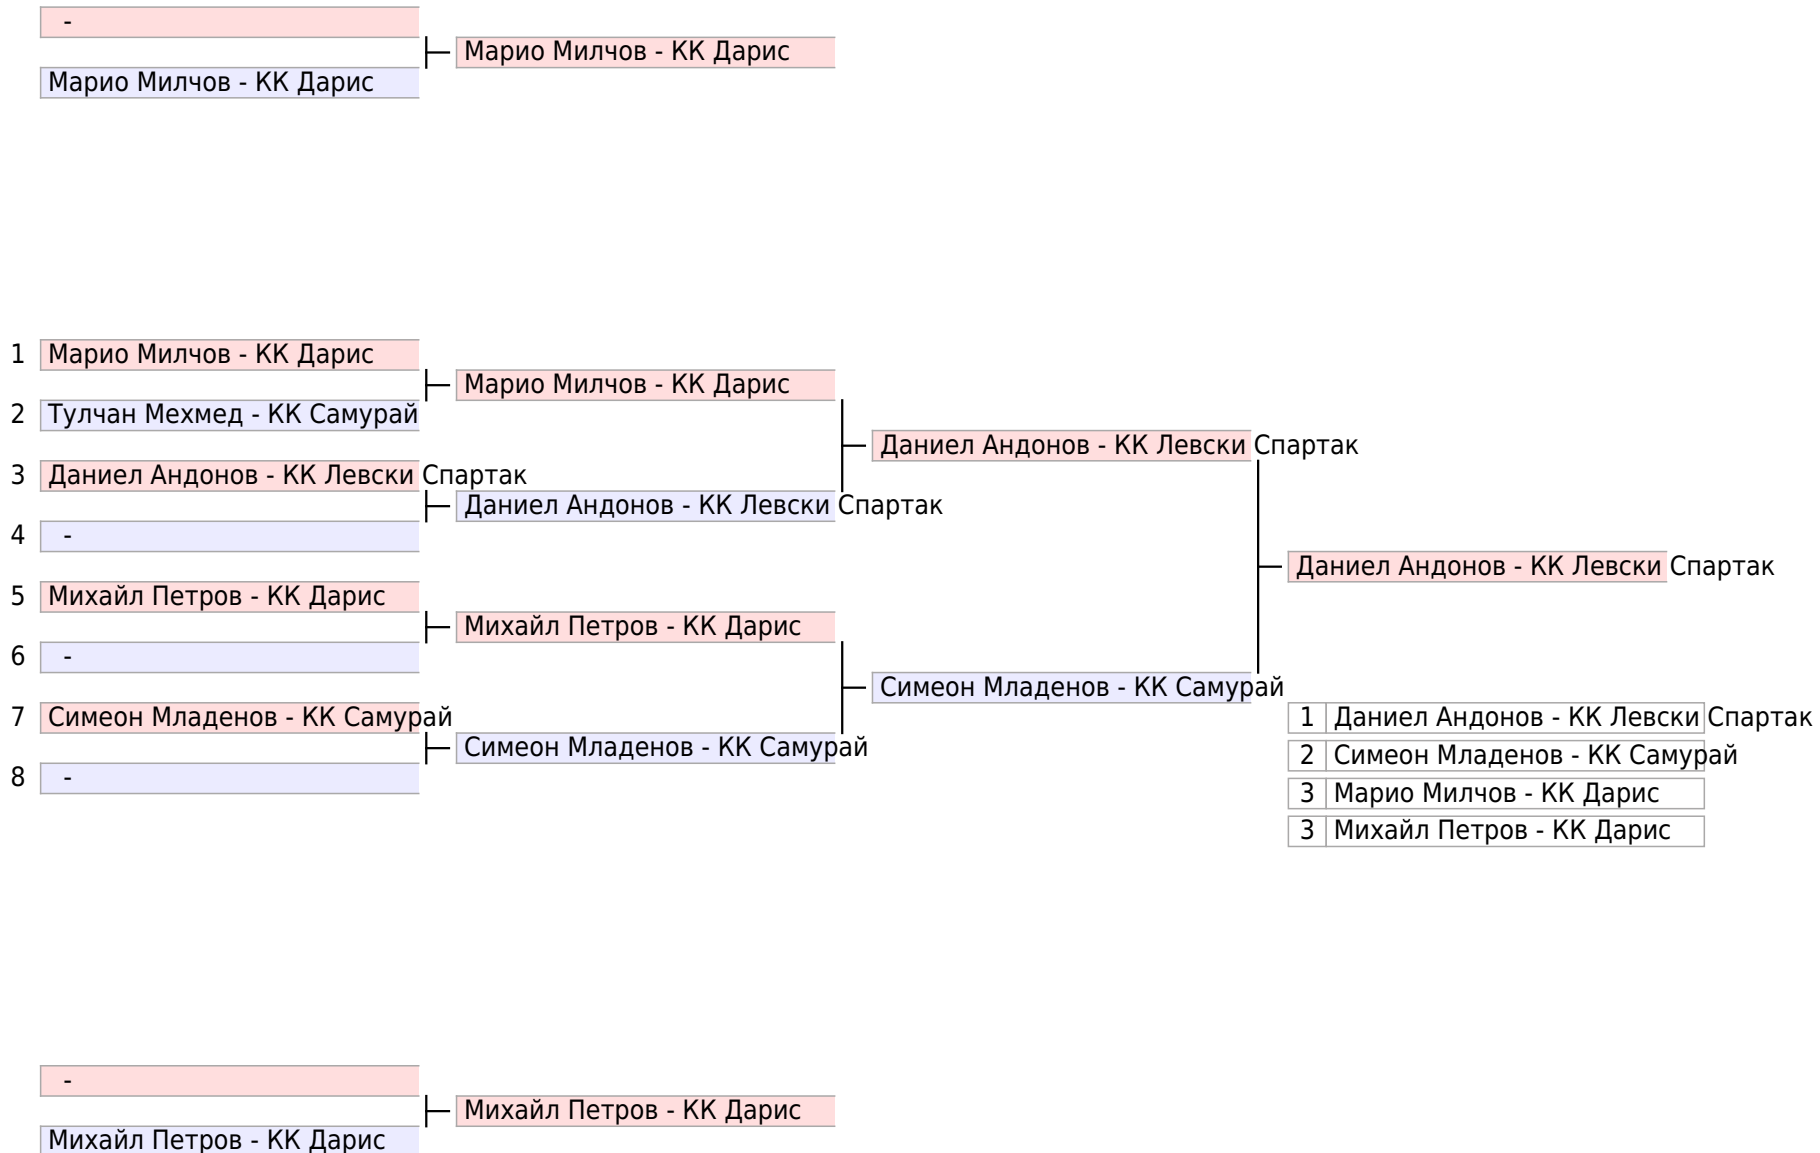 -
Марио Милчов - КК Дарис
Марио Милчов - КК Дарис
1 Марио Милчов - КК Дарис
Марио Милчов - КК Дарис
2 Тулчан Мехмед - КК Самурай
Даниел Андонов - КК Левски Спартак
3 Даниел Андонов - КК Левски Спартак
Даниел Андонов - КК Левски Спартак
4 -
Даниел Андонов - КК Левски Спартак
5 Михайл Петров - КК Дарис
Михайл Петров - КК Дарис
6 -
Симеон Младенов - КК Самурай
7 Симеон Младенов - КК Самурай
Симеон Младенов - КК Самурай
8 -
1 Даниел Андонов - КК Левски Спартак
2 Симеон Младенов - КК Самурай
3 Марио Милчов - КК Дарис
3 Михайл Петров - КК Дарис
-
Михайл Петров - КК Дарис
Михайл Петров - КК Дарис